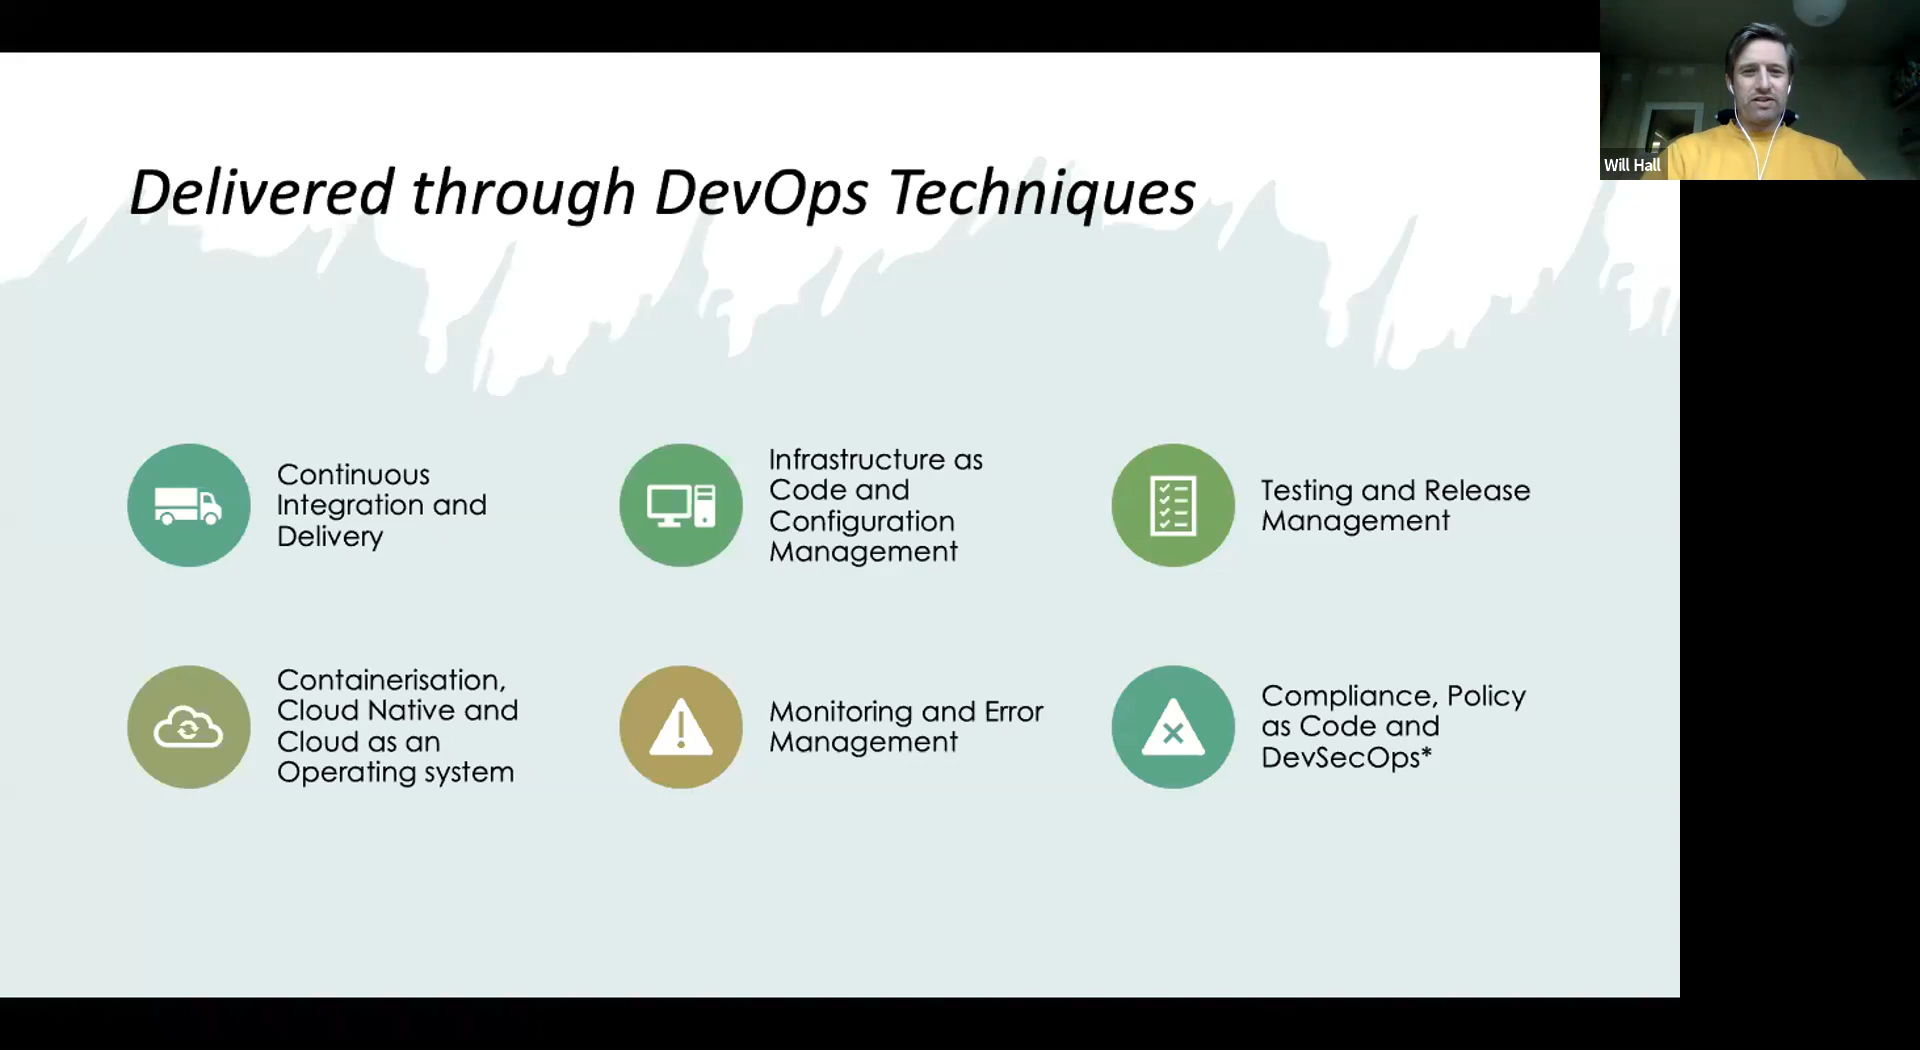 Will Hall
Delivered through DevOps Techniques
Continuous
Integration and
Delivery
Infrastructure as
Code and
Configuration
Management
Testing and Release
Management
Containerisation,
Cloud Native and
Cloud as an
Operating system
Monitoring and Error
Management
Compliance, Policy
as Code and
DevSecOps*